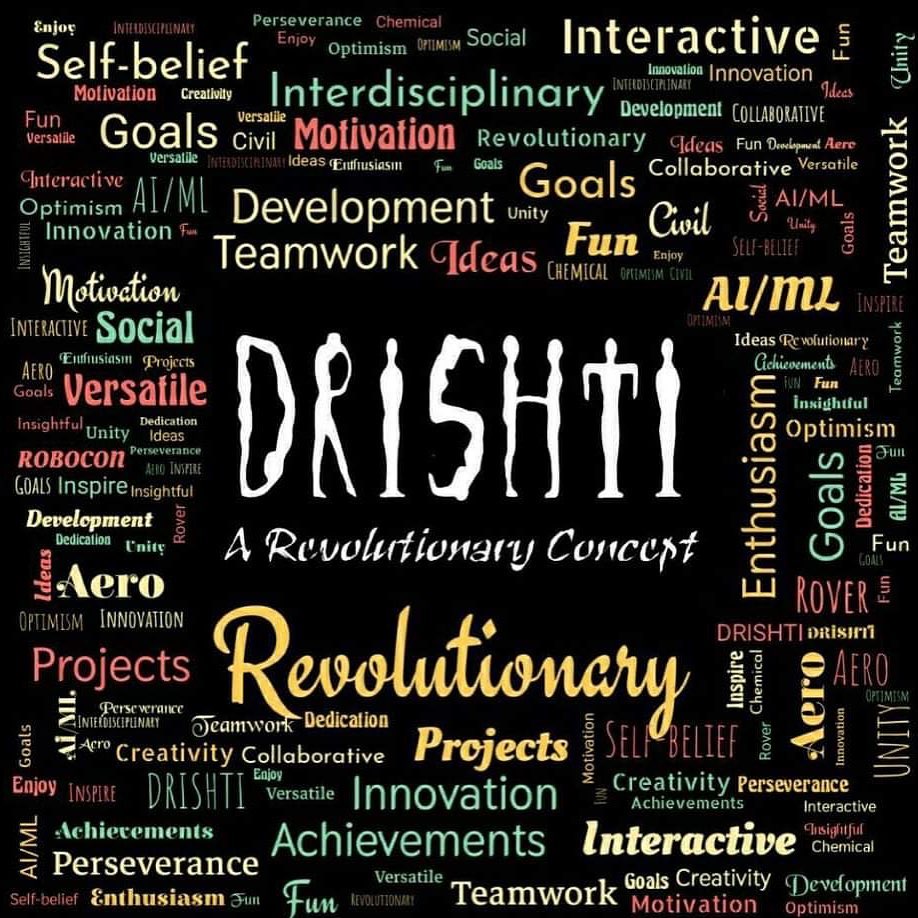 Enjoy INTERDISCIPLINARY Perseverance Chemical
Enjoy Optimism OPTIMISM Social Interactive Fun Unity
Self-belief Innovation Innovation
Motivation Creativity Interdisciplinary INTERDISCIPLINARY Ideas
Fun Versatile Development COLLABORATIVE
Versatile Goals Civil Motivation Revolutionary Ideas Fun Development Aero Teamwork
Versatile INTERDISCIPLINARY Ideas Enthusiasm Fun Goals Collaborative Versatile
Interactive AI/ML Goals Social AI/ML
Optimism Development Unity Civil Unity Goals
INSIGHTFUL Innovation Fun Teamwork Ideas Fun Enjoy SELF-BELIEF
CHEMICAL OPTIMISM CIVIL
Motivation AI/ML INSPIRE
INTERACTIVE Social OPTIMISM
Ideas Revolutionary Teamwork
AERO Enthusiasm Projects Achievements AERO
Goals Versatile FUN Fun
Insightful
Insightful Unity Dedication Optimism
Ideas
ROBOCON Perseverance Enthusiasm Goals Dedication Fun
AERO INSPIRE AI/ML
GOALS Inspire Insightful
DRISHTI
A Revolutionary Concept
Development Rover Fun
Dedication Unity GOALS
Ideas Aero ROVER Fun
OPTIMISM INNOVATION
DRISHTI DRISHTI
Revolutionary
Projects Inspire Chemical Aero AERO
OPTIMISM
AI/ML Perseverance
INTERDISCIPLINARY Teamwork Dedication Innovation UNITY
Goals Aero Creativity Collaborative Projects Motivation SELF-BELIEF Rover
Enjoy INSPIRE DRISHTI Enjoy Versatile Innovation FUN Creativity Perseverance
Achievements Interactive
AI/ML Achievements Achievements Interactive Insightful
Chemical
Perseverance
Versatile Goals Creativity Development
Self-belief Enthusiasm Fun Fun REVOLUTIONARY Teamwork Motivation Optimism